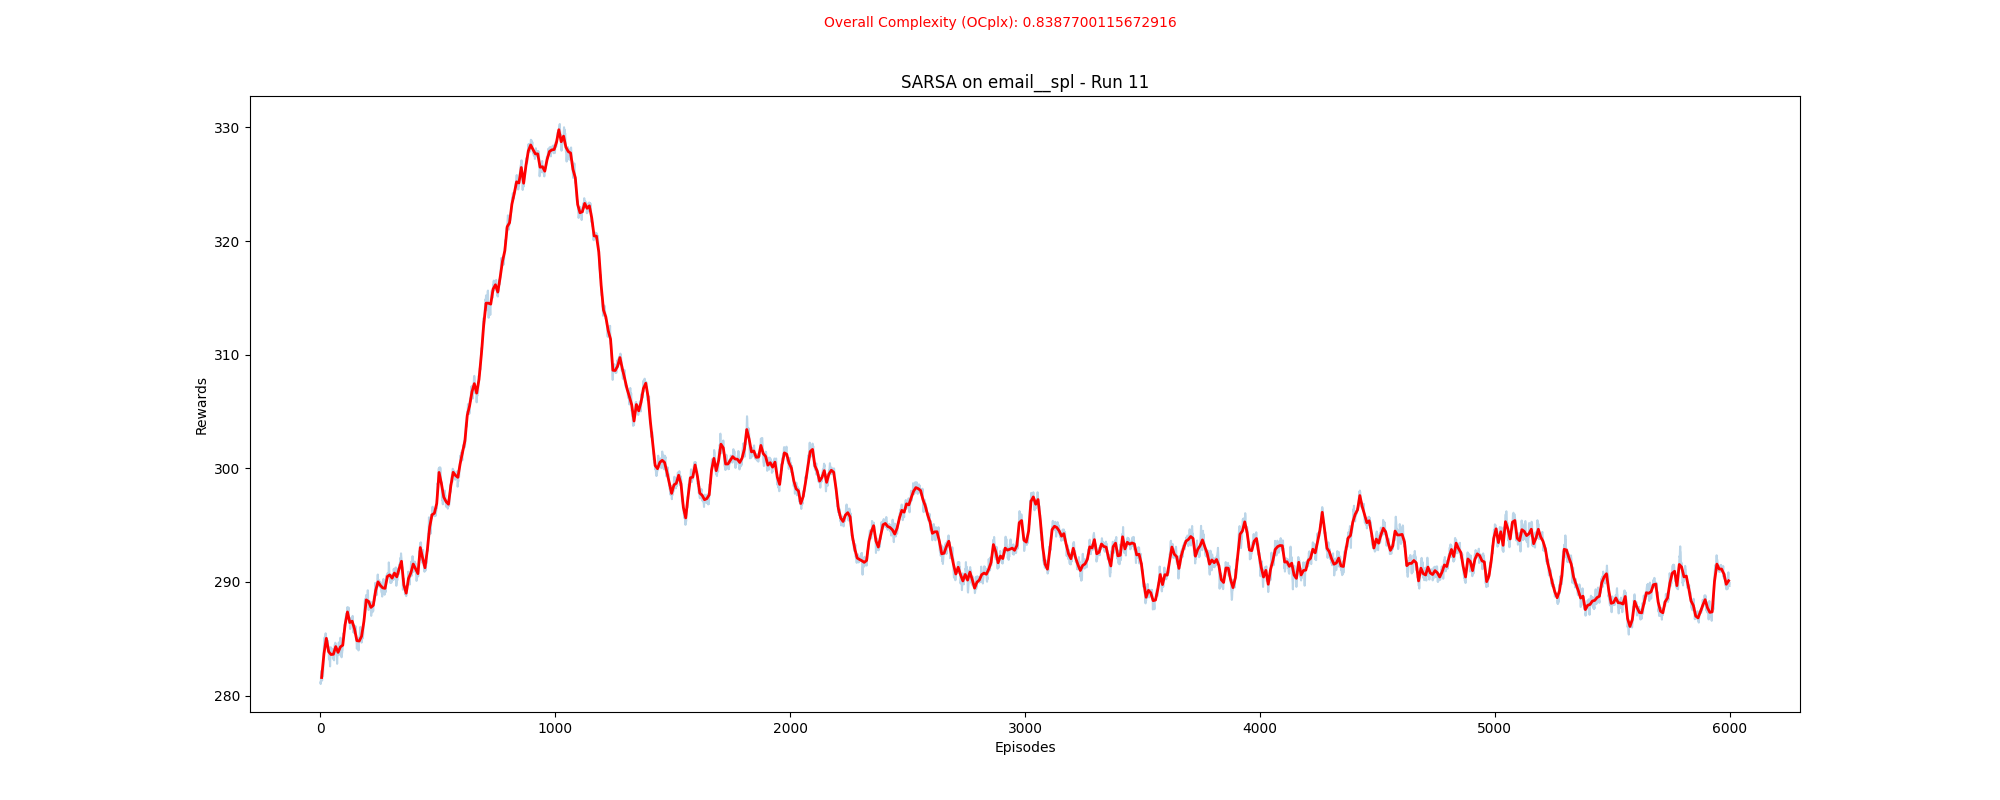 Overall Complexity (OCplx): 0.8387700115672916
SARSA on email__spl - Run 11
Rewards
330
320
310
300
290
280
0 1000 2000 3000 4000 5000 6000
Episodes